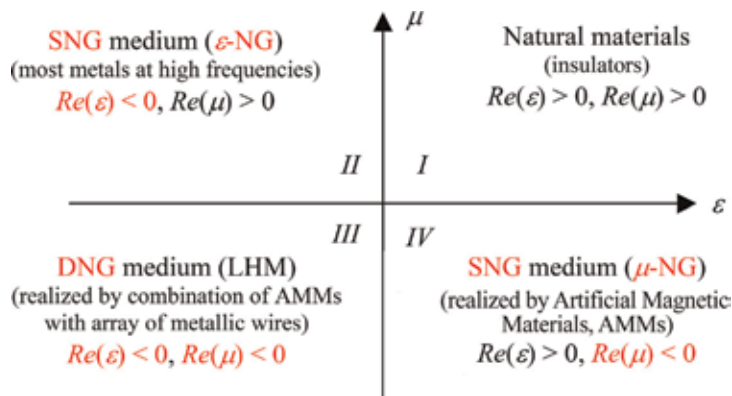 μ
SNG medium (ε-NG)
(most metals at high frequencies)
Re(ε) < 0, Re(μ) > 0
Natural materials
(insulators)
Re(ε) > 0, Re(μ) > 0
II
I
ε
III
IV
DNG medium (LHM)
(realized by combination of AMMs
with array of metallic wires)
Re(ε) < 0, Re(μ) < 0
SNG medium (μ-NG)
(realized by Artificial Magnetic
Materials, AMMs)
Re(ε) > 0, Re(μ) < 0